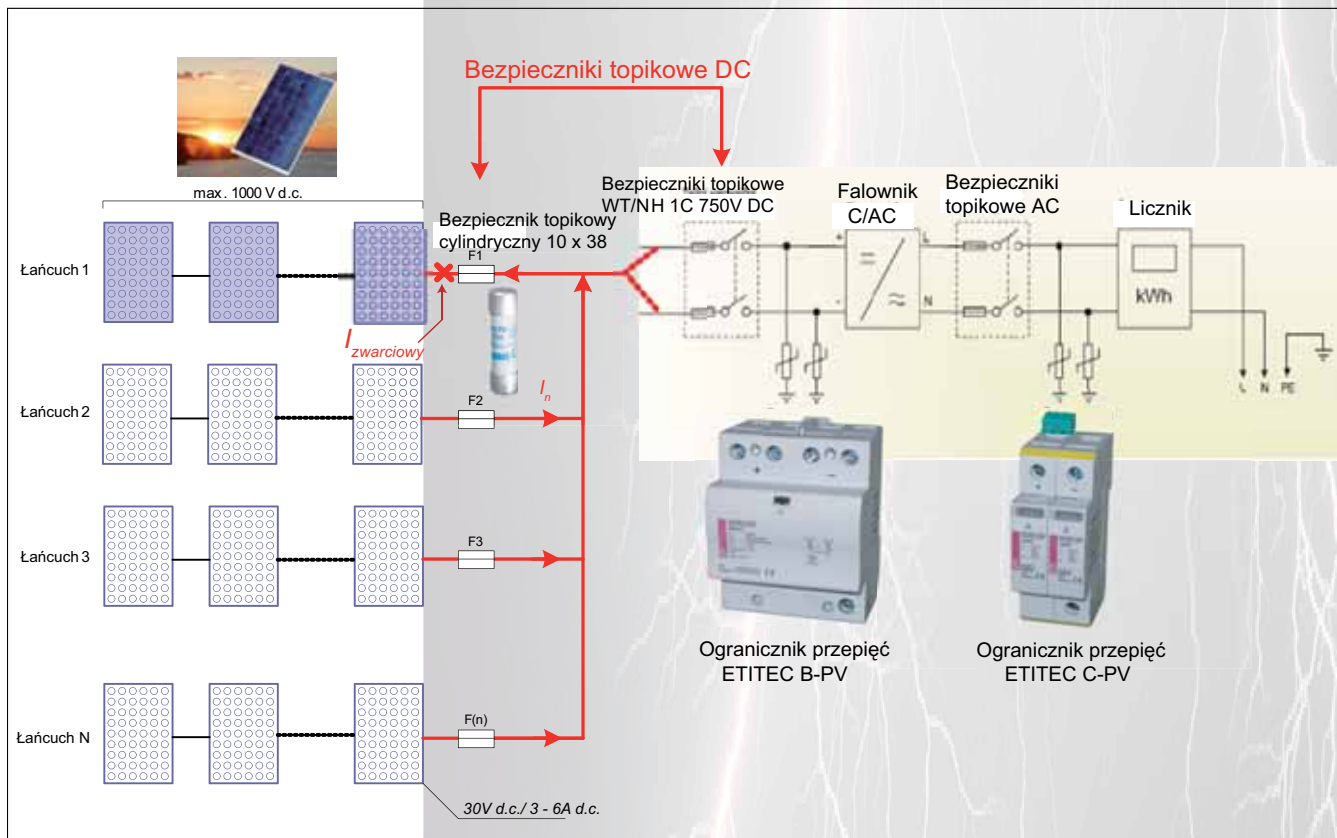 Bezpieczniki topikowe DC
max. 1000 V d.c.
Bezpiecznik topikowy
cylindryczny 10 x 38
Bezpieczniki topikowe
WT/NH 1C 750V DC
Falownik
C/AC
Bezpieczniki
topikowe AC
Licznik
Łańcuch 1
F1
+
-
L
N
kWh
I zwarciowy
Łańcuch 2
F2
In
L N PE
Łańcuch 3
F3
Ogranicznik przepięć
ETITEC B-PV
Ogranicznik przepięć
ETITEC C-PV
Łańcuch N
F(n)
30V d.c./ 3 - 6A d.c.